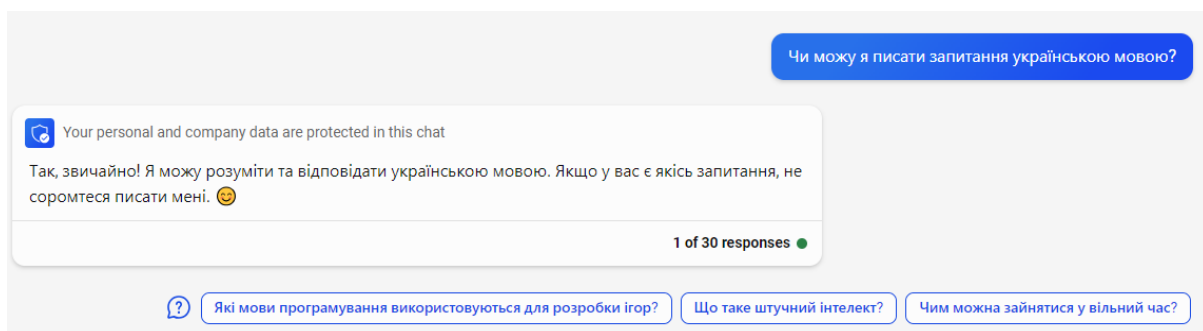 Чи можу я писати запитання українською мовою?
Your personal and company data are protected in this chat
Так, звичайно! Я можу розуміти та відповідати українською мовою. Якщо у вас є якісь запитання, не
соромтеся писати мені. 😊
1 of 30 responses
Які мови програмування використовуються для розробки ігор?
Що таке штучний інтелект?
Чим можна зайнятися у вільний час?